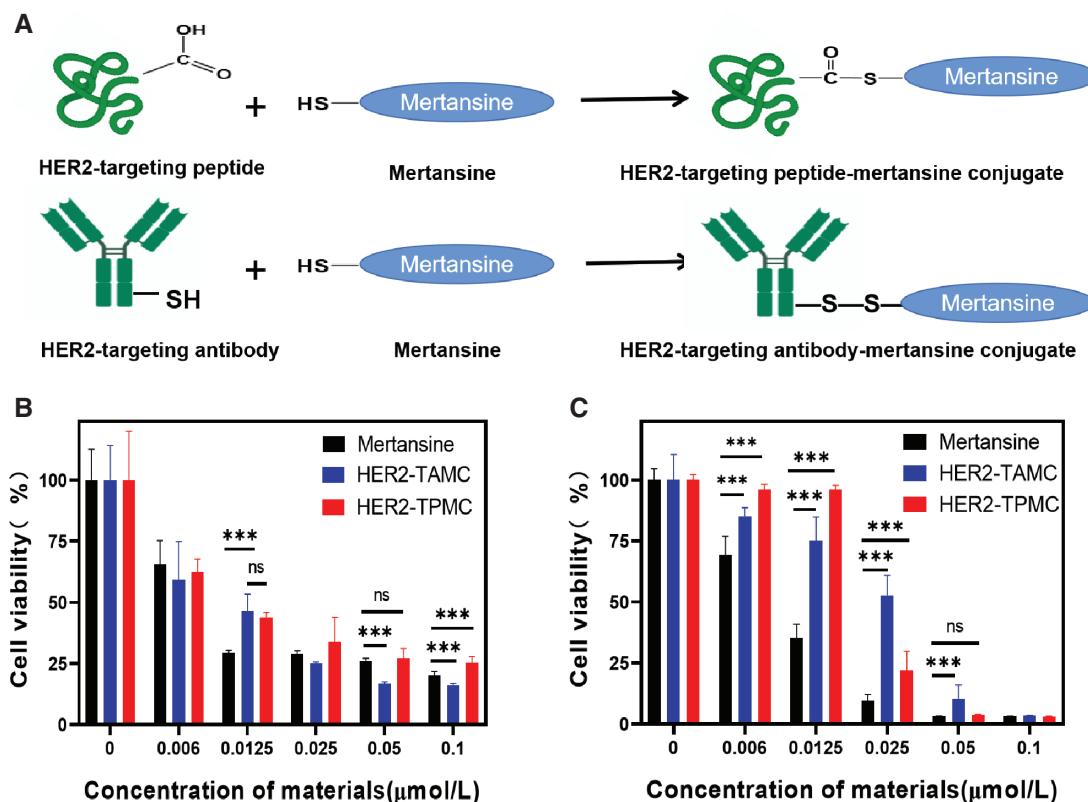 A
OH
C
O
+
HS
Mertansine
O
C
S
Mertansine
HER2-targeting peptide
Mertansine
HER2-targeting peptide-mertansine conjugate
SH
+
HS
Mertansine
S
S
Mertansine
HER2-targeting antibody
Mertansine
HER2-targeting antibody-mertansine conjugate
B
Cell viability( %)
100
75
50
25
0
Mertansine
HER2-TAMC
HER2-TPMC
***
ns
ns
***
***
***
0
0.006
0.0125
0.025
0.05
0.1
Concentration of materials(μmol/L)
C
Cell viability( %)
100
75
50
25
0
Mertansine
HER2-TAMC
HER2-TPMC
***
***
***
***
***
***
ns
***
0
0.006
0.0125
0.025
0.05
0.1
Concentration of materials(μmol/L)